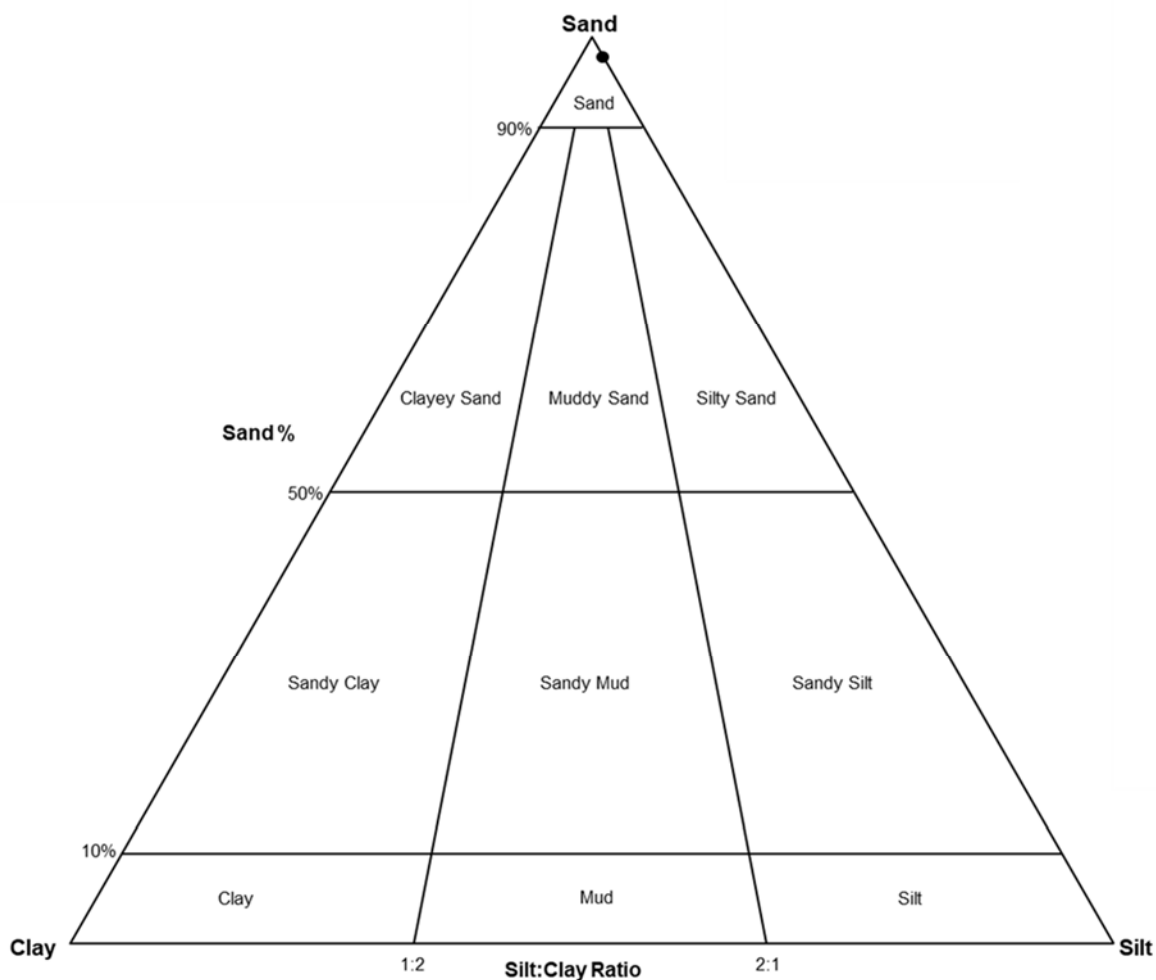 Sand
Sand
90%
Clayey Sand
Muddy Sand
Silty Sand
Sand %
50%
Sandy Clay
Sandy Mud
Sandy Silt
10%
Clay
Mud
Silt
Clay
Silt
1:2
Silt:Clay Ratio
2:1